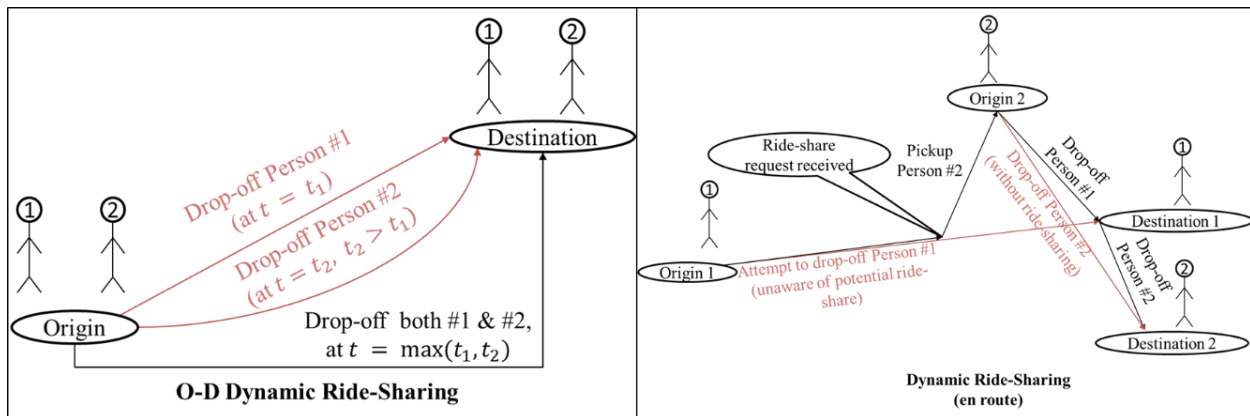 1
2
Destination
Drop-off Person #1
(at t = t₁)
Drop-off Person #2
(at t = t₂, t₂ > t₁)
1
2
Origin
Drop-off both #1 & #2,
at t = max(t₁, t₂)
O-D Dynamic Ride-Sharing
2
Origin 2
Ride-share
request received
Pickup
Person #2
Drop-off
Person #1
Drop-off Person #2
(without ride-sharing)
1
Origin 1
Attempt to drop-off Person #1
(unaware of potential ride-
share)
1
Destination 1
Drop-off
Person #2
2
Destination 2
Dynamic Ride-Sharing
(en route)